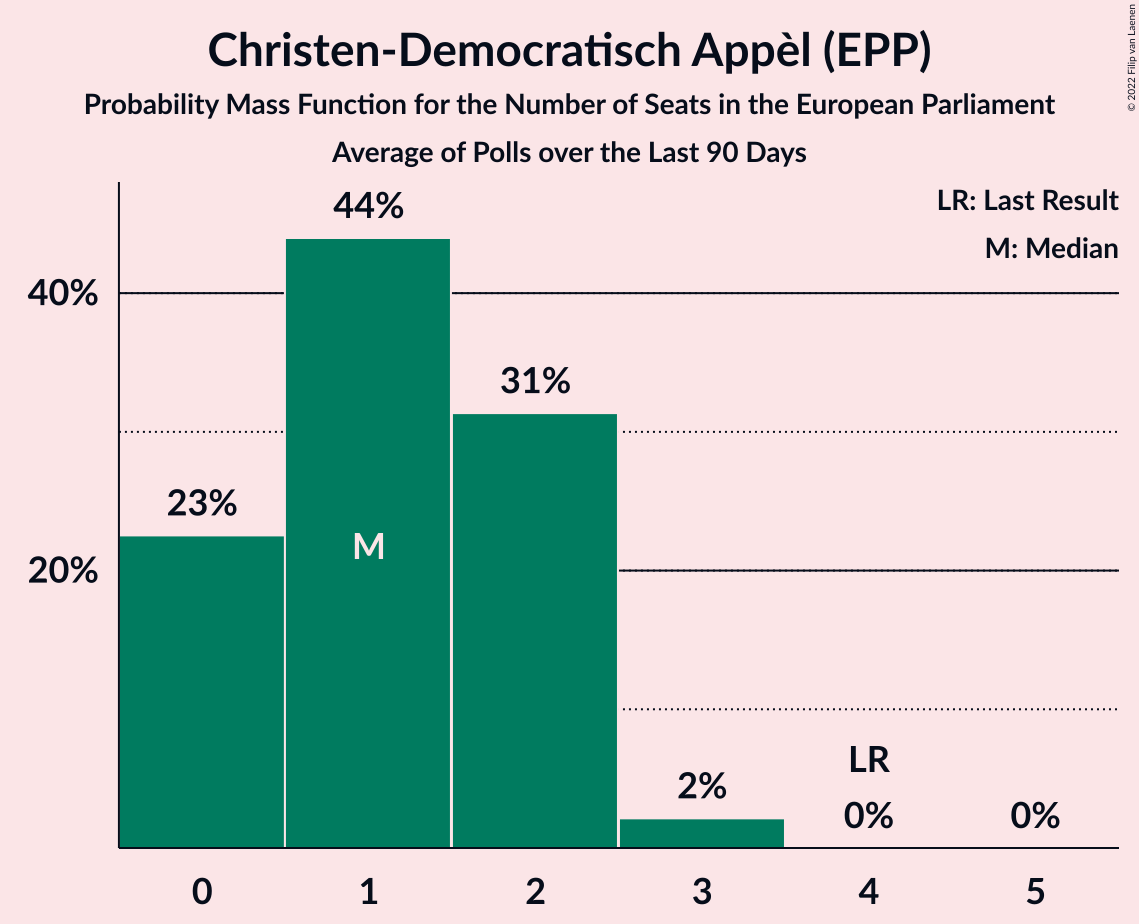 Christen-Democratisch Appèl (EPP)
Probability Mass Function for the Number of Seats in the European Parliament
Average of Polls over the Last 90 Days
© 2022 Filip van Laenen
LR: Last Result
M: Median
44%
40%
31%
23%
M
20%
LR
2%
0%
0%
0 1 2 3 4 5